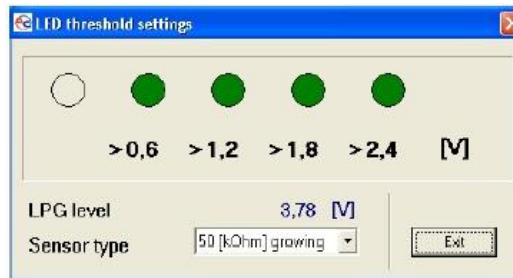 LED threshold settings
>0,6 >1,2 >1,8 >2,4 [V]
LPG level 3,78 [V]
Sensor type 50 [kOhm] growing Exit